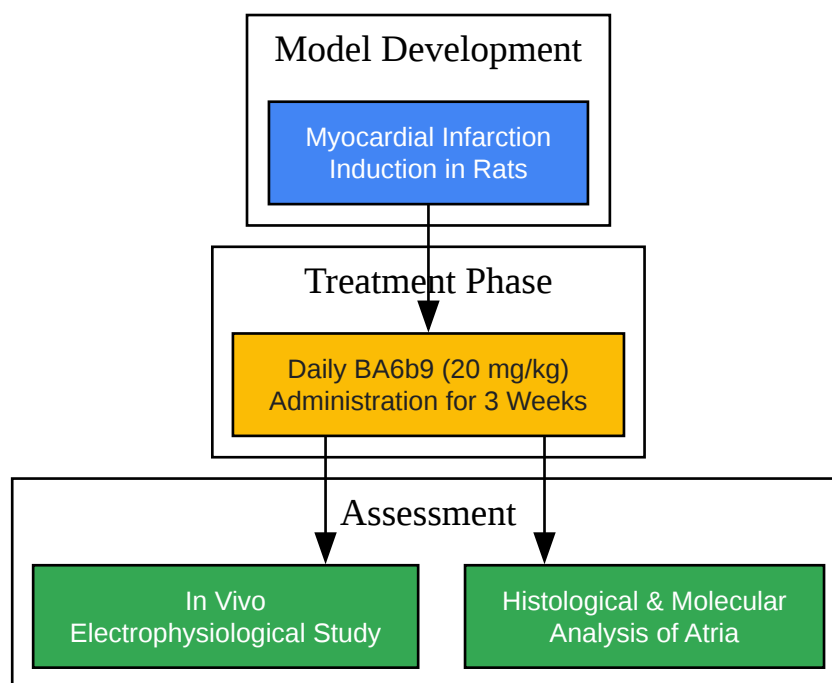 Model Development
Myocardial Infarction
Induction in Rats
Treatment Phase
Daily BA6b9 (20 mg/kg)
Administration for 3 Weeks
Assessment
In Vivo
Electrophysiological Study
Histological & Molecular
Analysis of Atria